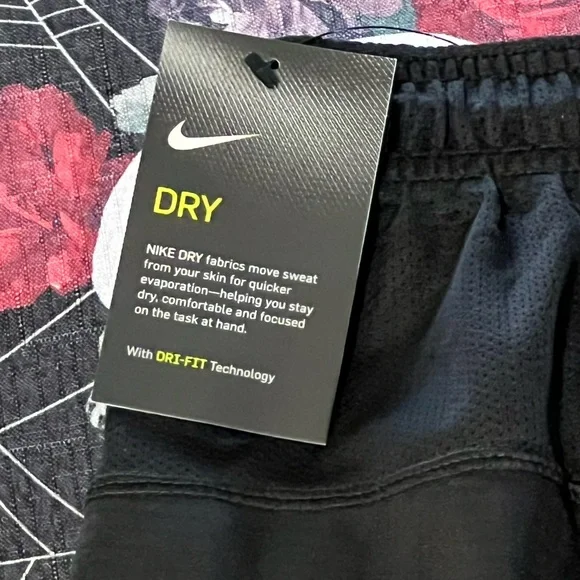 DRY
NIKE DRY fabrics move sweat
from your skin for quicker
evaporation—helping you stay
dry, comfortable and focused
on the task at hand.
With DRI-FIT Technology